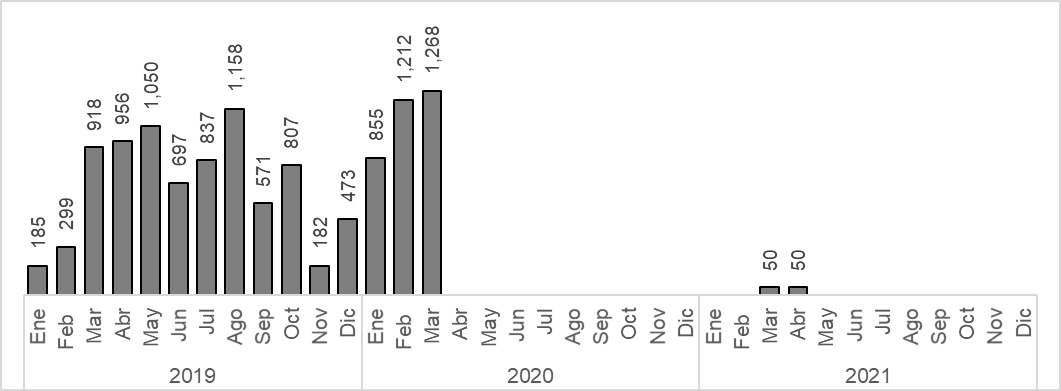 185 299 918 956 1,050 697 837 1,158 571 807 182 473 855 1,212 1,268 50 50
Ene Feb Mar Abr May Jun Jul Ago Sep Oct Nov Dic Ene Feb Mar Abr May Jun Jul Ago Sep Oct Nov Dic Ene Feb Mar Abr May Jun Jul Ago Sep Oct Nov Dic
2019 2020 2021